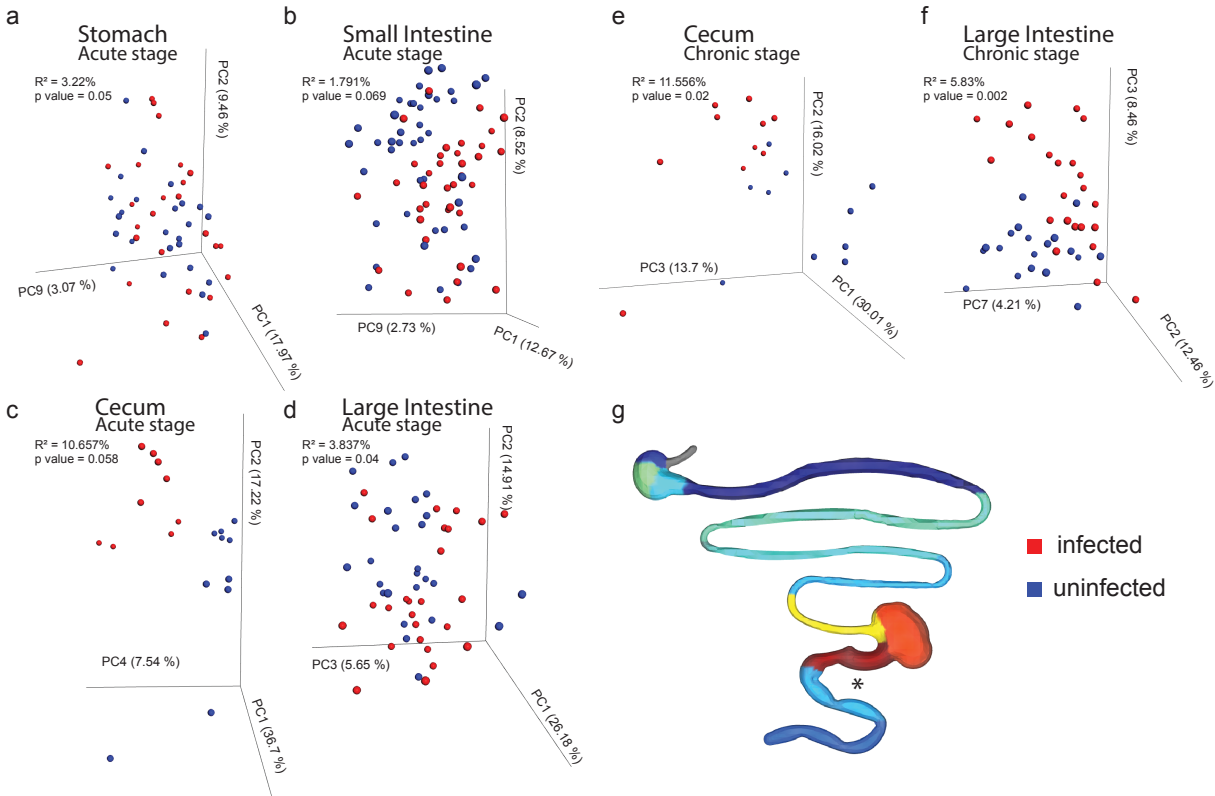 a
Stomach
Acute stage
R² = 3.22%
p value = 0.05
PC2 (9.46 %)
PC9 (3.07 %)
PC1 (17.97 %)
b
Small Intestine
Acute stage
R² = 1.791%
p value = 0.069
PC2 (8.52 %)
PC9 (2.73 %)
PC1 (12.67 %)
e
Cecum
Chronic stage
R² = 11.556%
p value = 0.02
PC2 (16.02 %)
PC3 (13.7 %)
PC1 (30.01 %)
f
Large Intestine
Chronic stage
R² = 5.83%
p value = 0.002
PC3 (8.46 %)
PC7 (4.21 %)
PC2 (12.46 %)
c
Cecum
Acute stage
R² = 10.657%
p value = 0.058
PC2 (17.22 %)
PC4 (7.54 %)
PC1 (36.7 %)
d
Large Intestine
Acute stage
R² = 3.837%
p value = 0.04
PC2 (14.91 %)
PC3 (5.65 %)
PC1 (26.18 %)
g
*
infected
uninfected